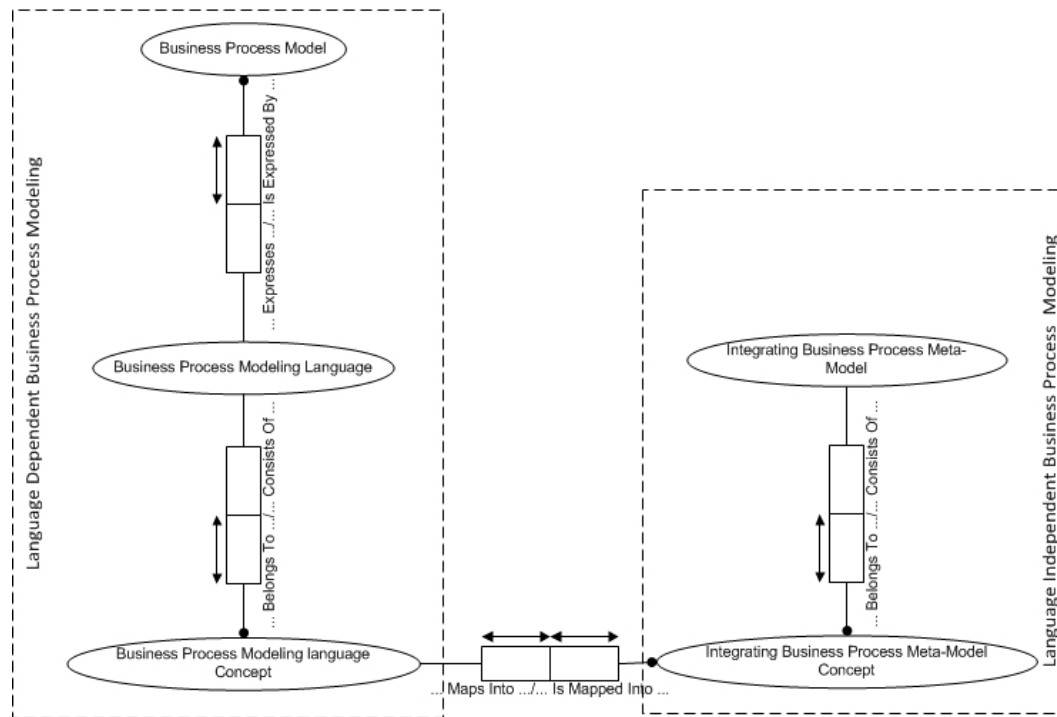 Language Dependent Business Process Modeling
Business Process Model
... Expresses .../... Is Expressed By ...
Business Process Modeling Language
... Belongs To .../... Consists Of ...
Business Process Modeling language
Concept
... Maps Into .../... Is Mapped Into ...
Language Independent Business Process  Modeling
Integrating Business Process Meta-
Model
... Belongs To .../... Consists Of ...
Integrating Business Process Meta-Model
Concept